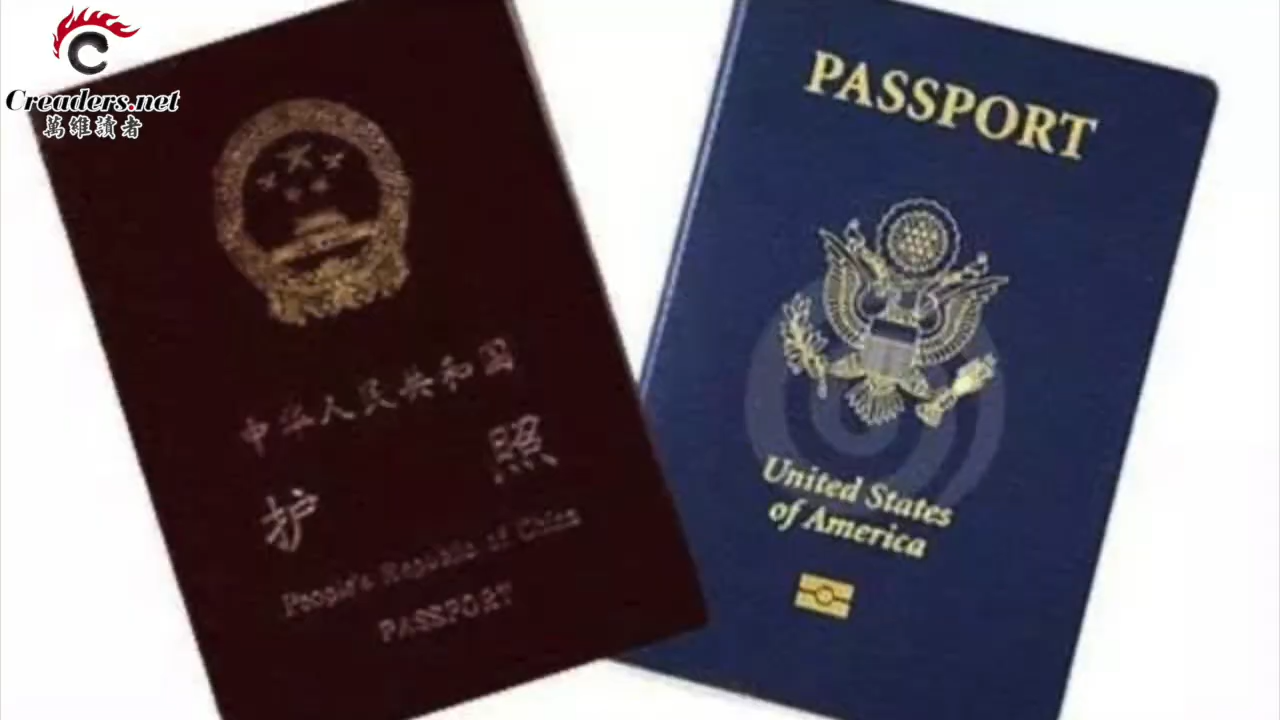 Creaders.net
萬維讀者
中华人民共和国
护照
People's Republic of China
PASSPORT
PASSPORT
United States
of America